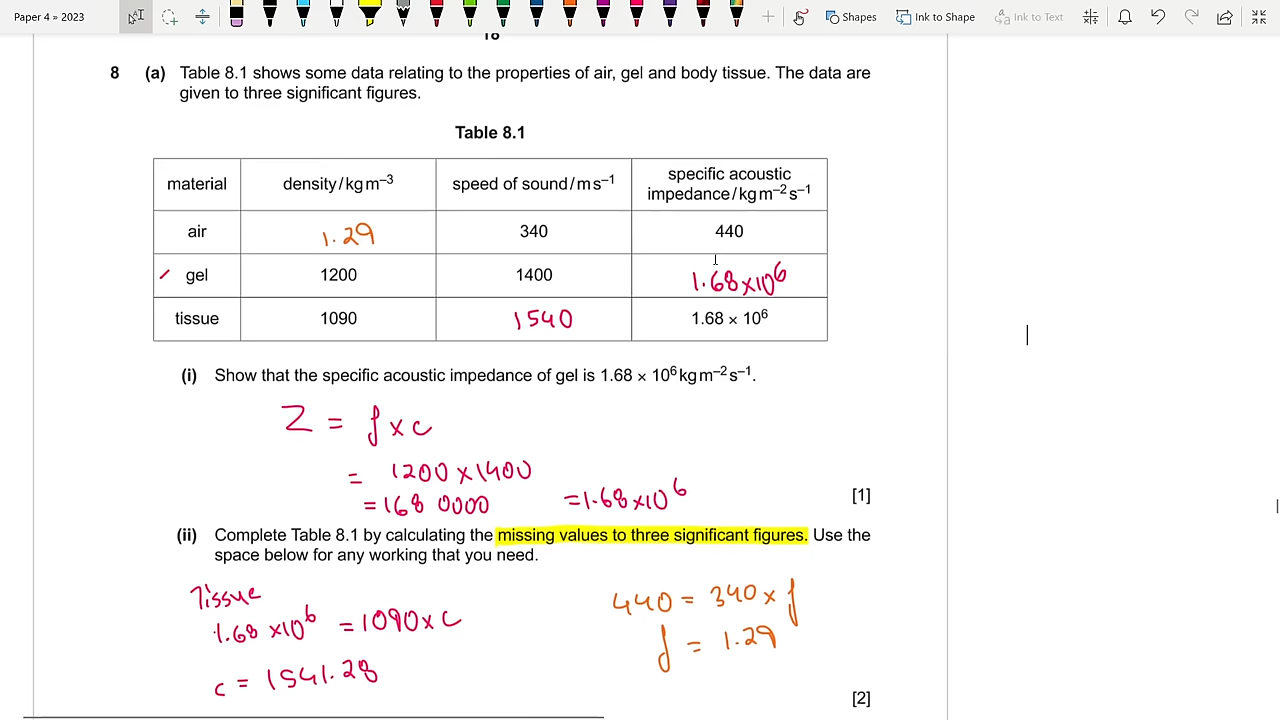 Paper 4 » 2023
Shapes
Ink to Shape
Ink to Text
18
8 (a) Table 8.1 shows some data relating to the properties of air, gel and body tissue. The data are
given to three significant figures.
Table 8.1
material density / kg m–3 speed of sound / m s–1 specific acoustic
impedance / kg m–2 s–1
air 1.29 340 440
gel 1200 1400 1.68×10⁶
tissue 1090 1540 1.68 × 10⁶
(i) Show that the specific acoustic impedance of gel is 1.68 × 10⁶ kg m–2 s–1.
Z = ρ × c
= 1200 × 1400
= 168 0000 = 1.68 × 10⁶
[1]
(ii) Complete Table 8.1 by calculating the missing values to three significant figures. Use the
space below for any working that you need.
Tissue
1.68 × 10⁶ = 1090 × c
c = 1541.28
440 = 340 × ρ
ρ = 1.29
[2]